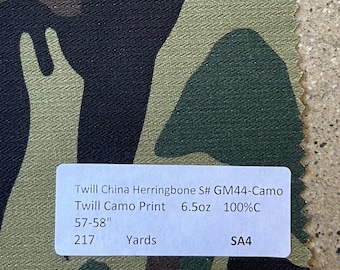 Twill China Herringbone S# GM44-Camo
Twill Camo Print 6.5oz 100%C
57-58"
217 Yards SA4